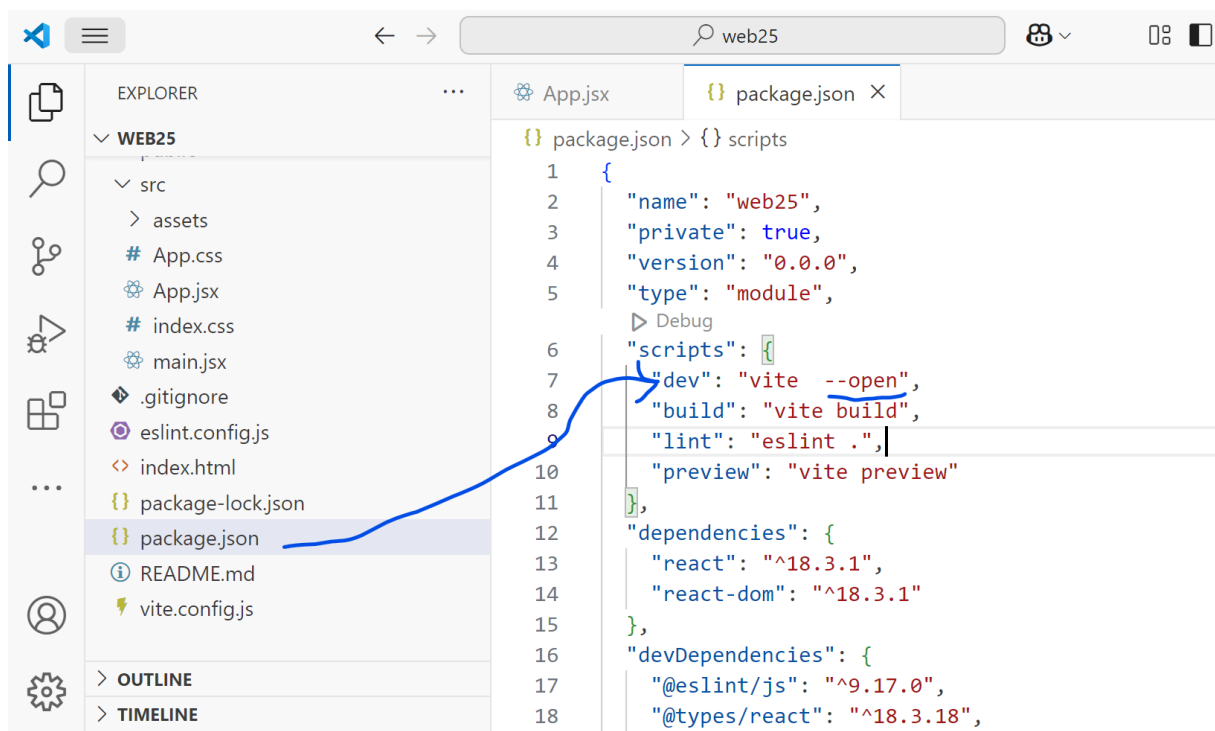 web25
EXPLORER
WEB25
src
assets
# App.css
App.jsx
# index.css
main.jsx
.gitignore
eslint.config.js
<> index.html
{} package-lock.json
{} package.json
README.md
vite.config.js
OUTLINE
TIMELINE
App.jsx
{} package.json ×
{} package.json > {} scripts
1 {
2 "name": "web25",
3 "private": true,
4 "version": "0.0.0",
5 "type": "module",
Debug
6 "scripts": {
7 "dev": "vite  --open",
8 "build": "vite build",
9 "lint": "eslint .",
10 "preview": "vite preview"
11 },
12 "dependencies": {
13 "react": "^18.3.1",
14 "react-dom": "^18.3.1"
15 },
16 "devDependencies": {
17 "@eslint/js": "^9.17.0",
18 "@types/react": "^18.3.18",